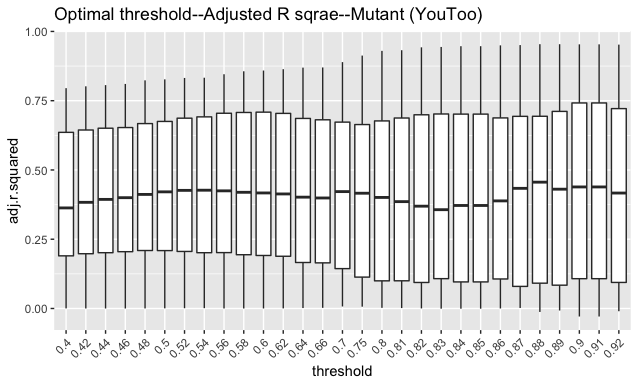 Optimal threshold--Adjusted R sqrae--Mutant (YouToo)
1.00
0.75
0.50
0.25
0.00
adj.r.squared
0.4 0.42 0.44 0.46 0.48 0.5 0.52 0.54 0.56 0.58 0.6 0.62 0.64 0.66 0.7 0.75 0.8 0.81 0.82 0.83 0.84 0.85 0.86 0.87 0.88 0.89 0.9 0.91 0.92
threshold